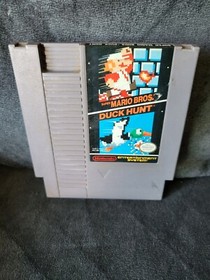 SUPER
MARIO BROS.
DUCK HUNT
Nintendo
ENTERTAINMENT
SYSTEM